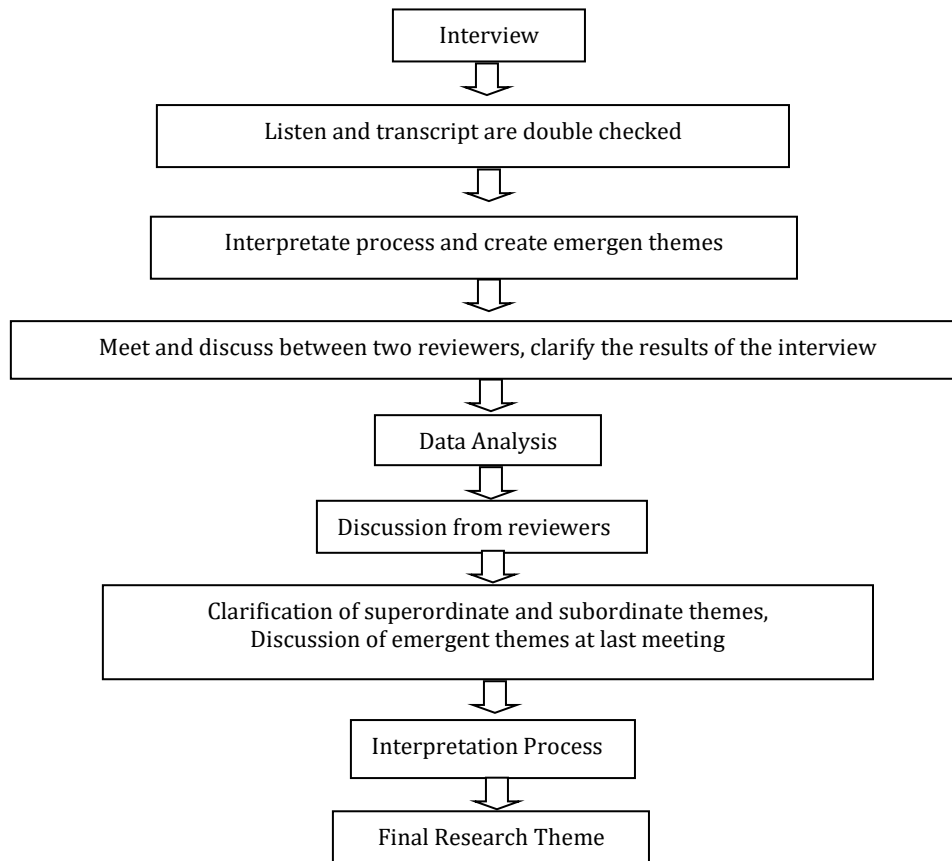 Interview
Listen and transcript are double checked
Interpretate process and create emergen themes
Meet and discuss between two reviewers, clarify the results of the interview
Data Analysis
Discussion from reviewers
Clarification of superordinate and subordinate themes,
Discussion of emergent themes at last meeting
Interpretation Process
Final Research Theme